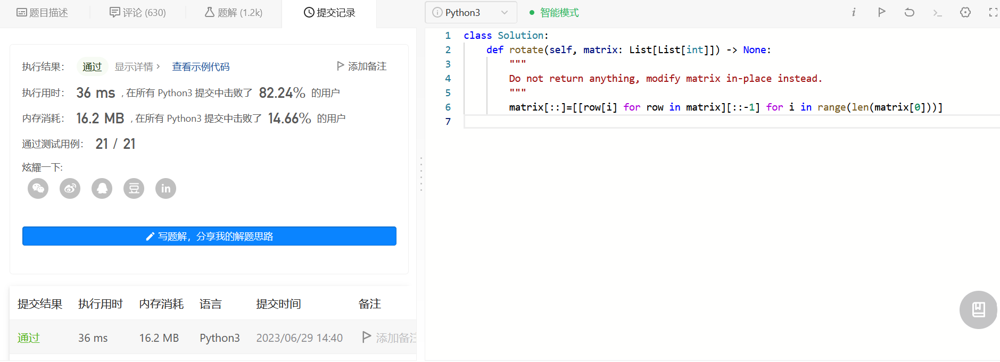 题目描述
评论 (630)
题解 (1.2k)
提交记录
执行结果：
通过
显示详情 >
查看示例代码
添加备注
执行用时： 36 ms , 在所有 Python3 提交中击败了 82.24% 的用户
内存消耗： 16.2 MB , 在所有 Python3 提交中击败了 14.66% 的用户
通过测试用例： 21 / 21
炫耀一下:
豆
in
写题解，分享我的解题思路
提交结果 执行用时 内存消耗 语言 提交时间 备注
通过 36 ms 16.2 MB Python3 2023/06/29 14:40 添加备注
i Python3
智能模式
i
>_
1 class Solution:
2 def rotate(self, matrix: List[List[int]]) -> None:
3 """
4 Do not return anything, modify matrix in-place instead.
5 """
6 matrix[::]=[[row[i] for row in matrix][::-1] for i in range(len(matrix[0]))]
7